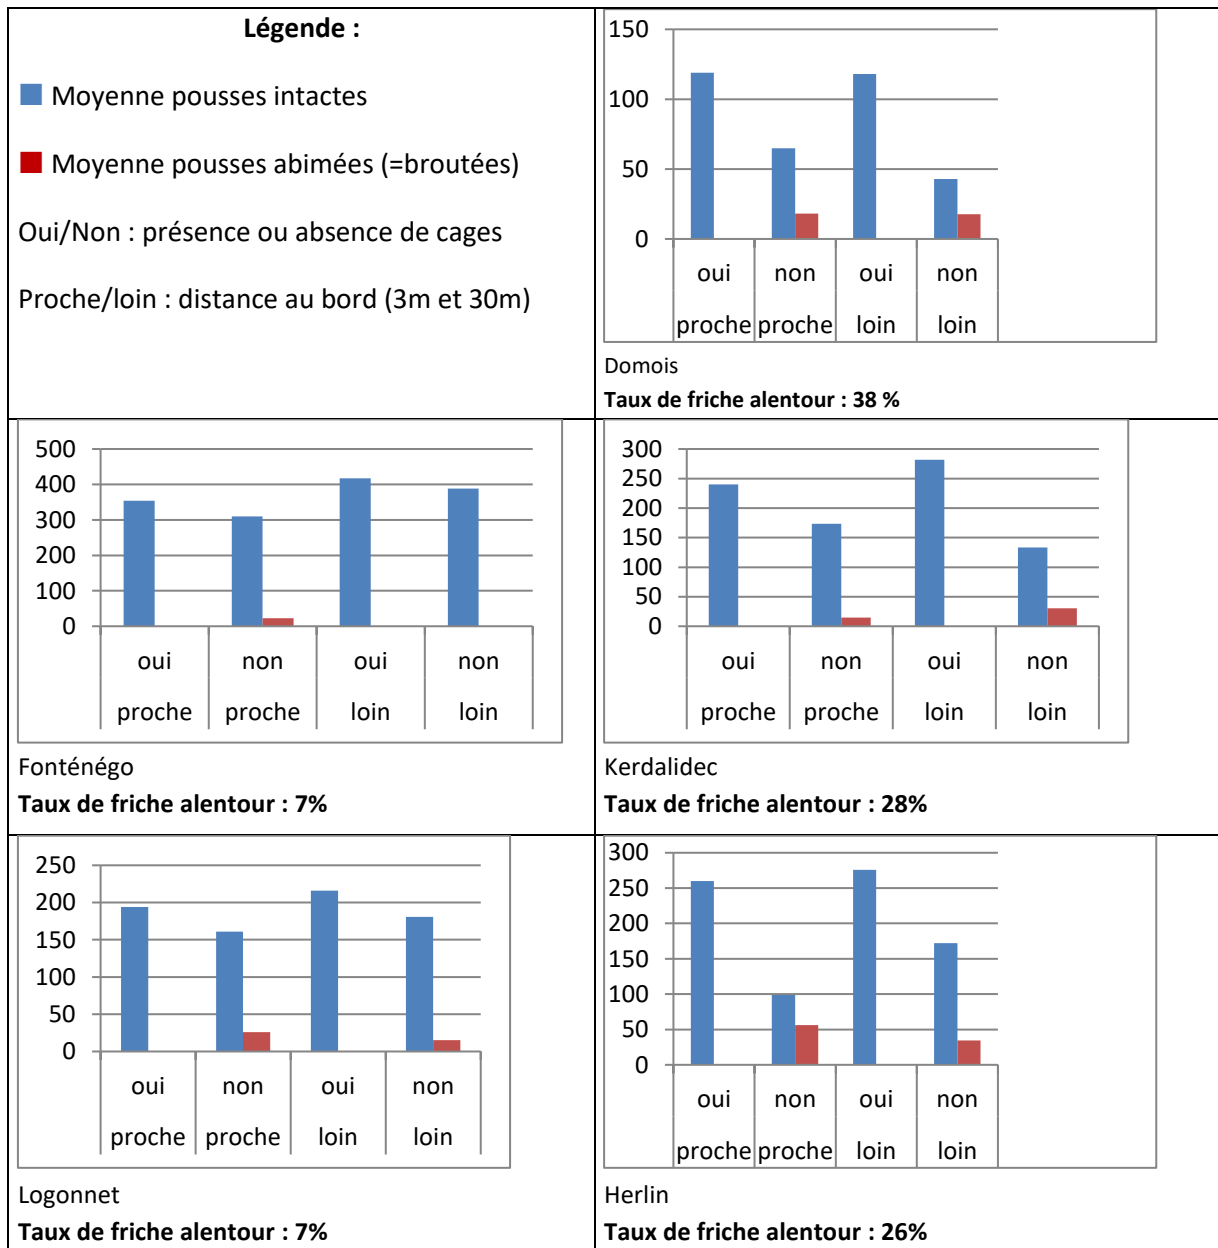 Légende :
Moyenne pousses intactes
Moyenne pousses abimées (=broutées)
Oui/Non : présence ou absence de cages
Proche/loin : distance au bord (3m et 30m)
150
100
50
0
oui non oui non
proche proche loin loin
Domois
Taux de friche alentour : 38 %
500
400
300
200
100
0
oui non oui non
proche proche loin loin
Fonténégo
Taux de friche alentour : 7%
300
250
200
150
100
50
0
oui non oui non
proche proche loin loin
Kerdalidec
Taux de friche alentour : 28%
250
200
150
100
50
0
oui non oui non
proche proche loin loin
Logonnet
Taux de friche alentour : 7%
300
250
200
150
100
50
0
oui non oui non
proche proche loin loin
Herlin
Taux de friche alentour : 26%